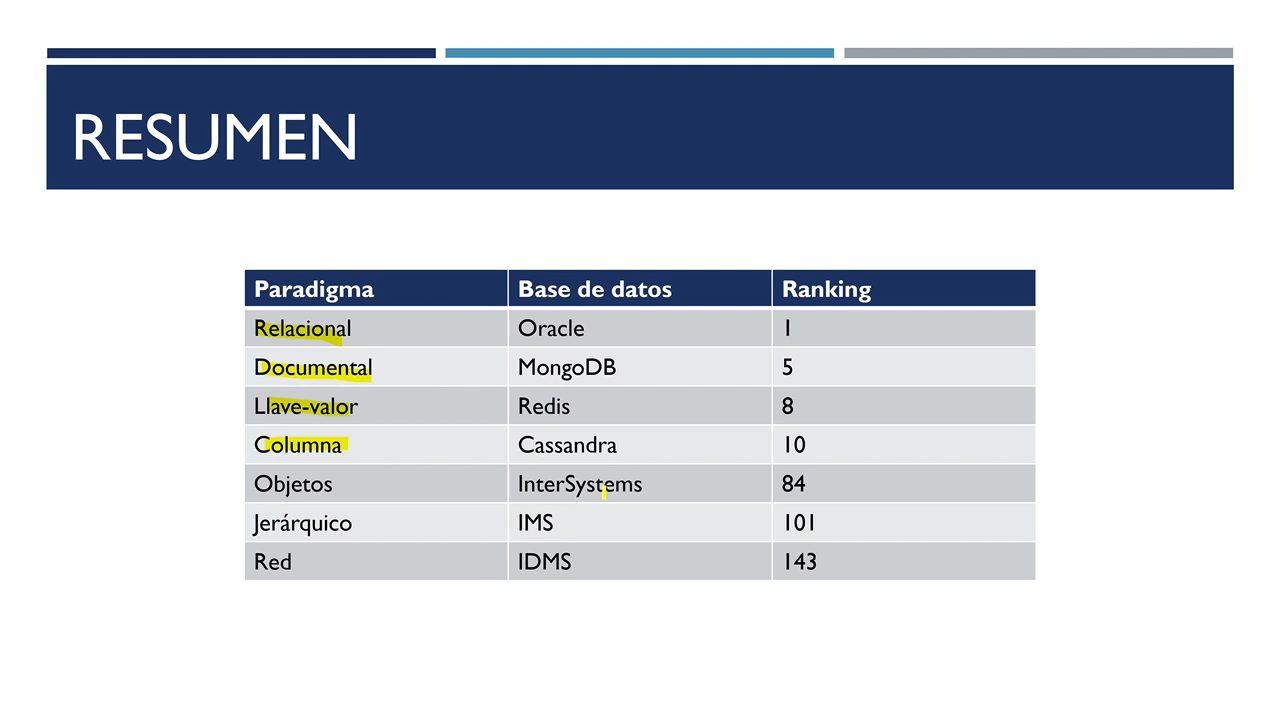 RESUMEN
Paradigma Base de datos Ranking
Relacional Oracle 1
Documental MongoDB 5
Llave-valor Redis 8
Columna Cassandra 10
Objetos InterSystems 84
Jerárquico IMS 101
Red IDMS 143